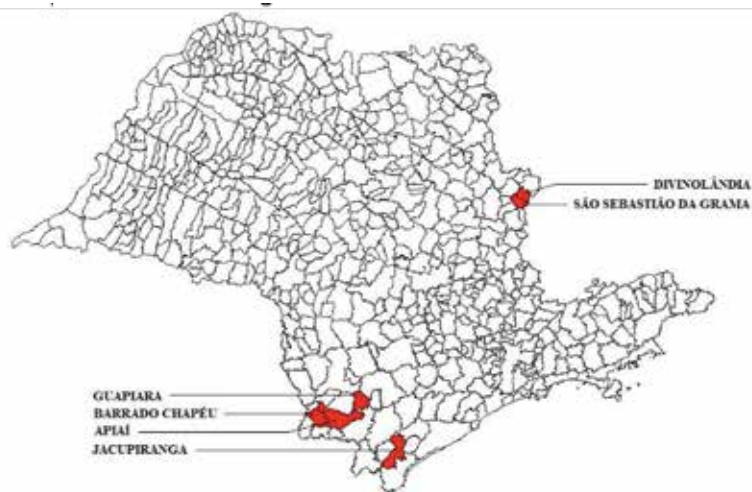 DIVINOLÂNDIA
SÃO SEBASTIÃO DA GRAMA
GUAPIARA
BARRADO CHAPÉU
APIAÍ
JACUPIRANGA